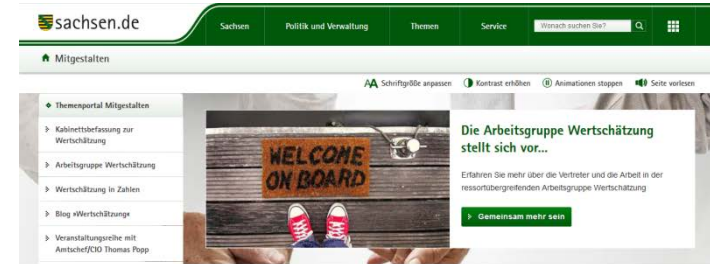 sachsen.de
Sachsen
Politik und Verwaltung
Themen
Service
Wonach suchen Sie?
Mitgestalten
AA Schriftgröße anpassen
Kontrast erhöhen
Animationen stoppen
Seite vorlesen
Themenportal Mitgestalten
Kabinettsbefassung zur
Wertschätzung
Arbeitsgruppe Wertschätzung
Wertschätzung in Zahlen
Blog »Wertschätzung«
Veranstaltungsreihe mit
Amtschef/CIO Thomas Popp
WELCOME
ON BOARD
Die Arbeitsgruppe Wertschätzung
stellt sich vor...
Erfahren Sie mehr über die Vertreter und die Arbeit in der
ressortübergreifenden Arbeitsgruppe Wertschätzung
Gemeinsam mehr sein